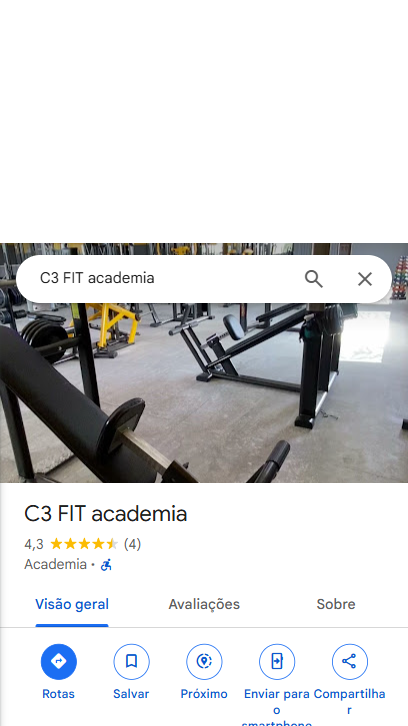 C3 FIT academia
C3 FIT academia
4,3 (4)
Academia ·
Visão geral Avaliações Sobre
Rotas Salvar Próximo Enviar para o smartphone Compartilhar